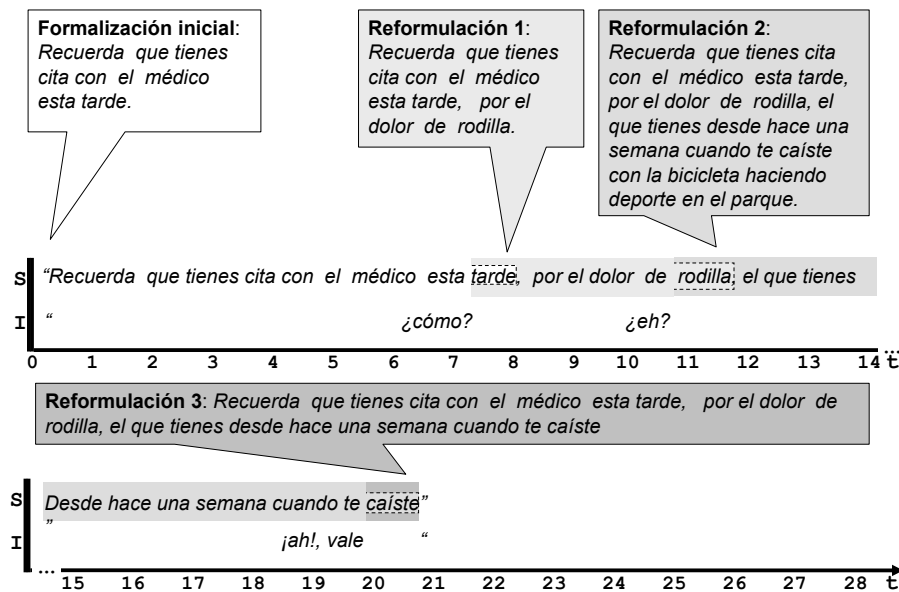 Formalización inicial:
Recuerda que tienes
cita con el médico
esta tarde.
Reformulación 1:
Recuerda que tienes
cita con el médico
esta tarde, por el
dolor de rodilla.
Reformulación 2:
Recuerda que tienes cita
con el médico esta tarde,
por el dolor de rodilla, el
que tienes desde hace una
semana cuando te caíste
con la bicicleta haciendo
deporte en el parque.
S “Recuerda que tienes cita con el médico esta tarde, por el dolor de rodilla, el que tienes
I “ ¿cómo? ¿eh?
0 1 2 3 4 5 6 7 8 9 10 11 12 13 14 … t
Reformulación 3: Recuerda que tienes cita con el médico esta tarde, por el dolor de
rodilla, el que tienes desde hace una semana cuando te caíste
S Desde hace una semana cuando te caíste”
I ” ¡ah!, vale “
… 15 16 17 18 19 20 21 22 23 24 25 26 27 28 t